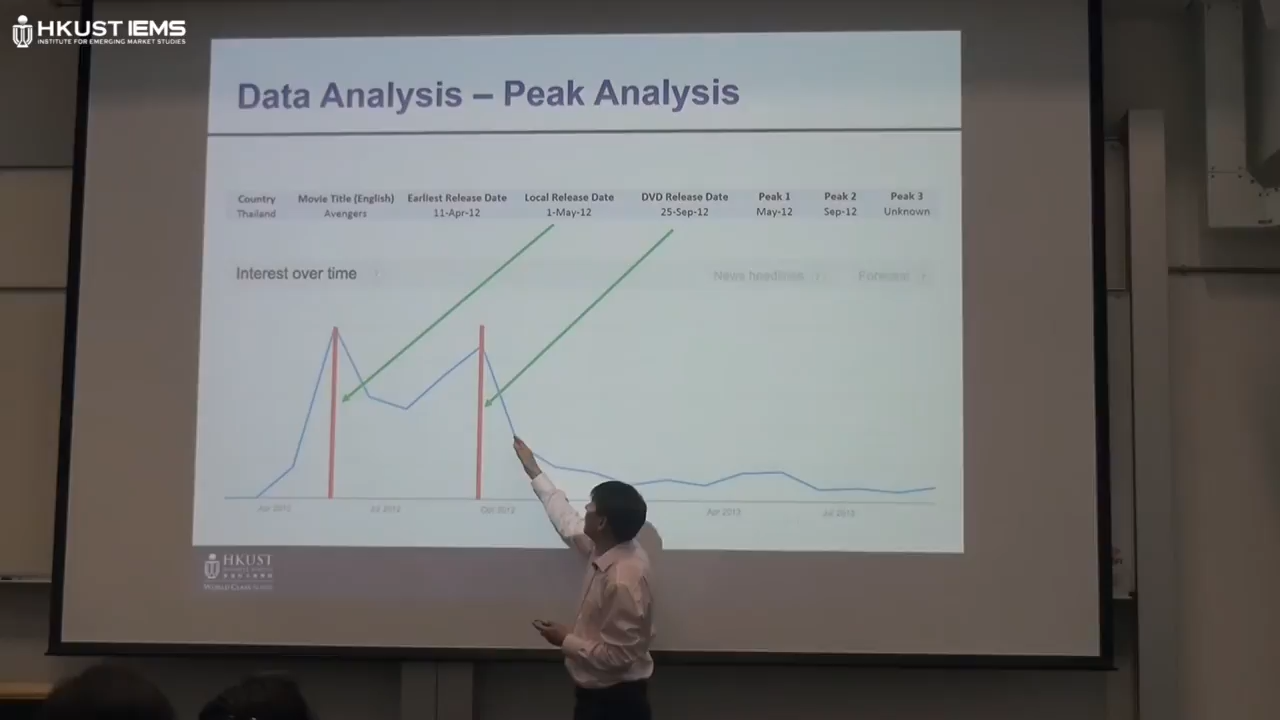 HKUST IEMS
INSTITUTE FOR EMERGING MARKET STUDIES
Data Analysis – Peak Analysis
Country Movie Title (English) Earliest Release Date Local Release Date DVD Release Date Peak 1 Peak 2 Peak 3
Thailand Avengers 11-Apr-12 1-May-12 25-Sep-12 May-12 Sep-12 Unknown
Interest over time
News headlines Forecast
Apr 2012 Jul 2012 Oct 2012 Apr 2013 Jul 2013
HKUST